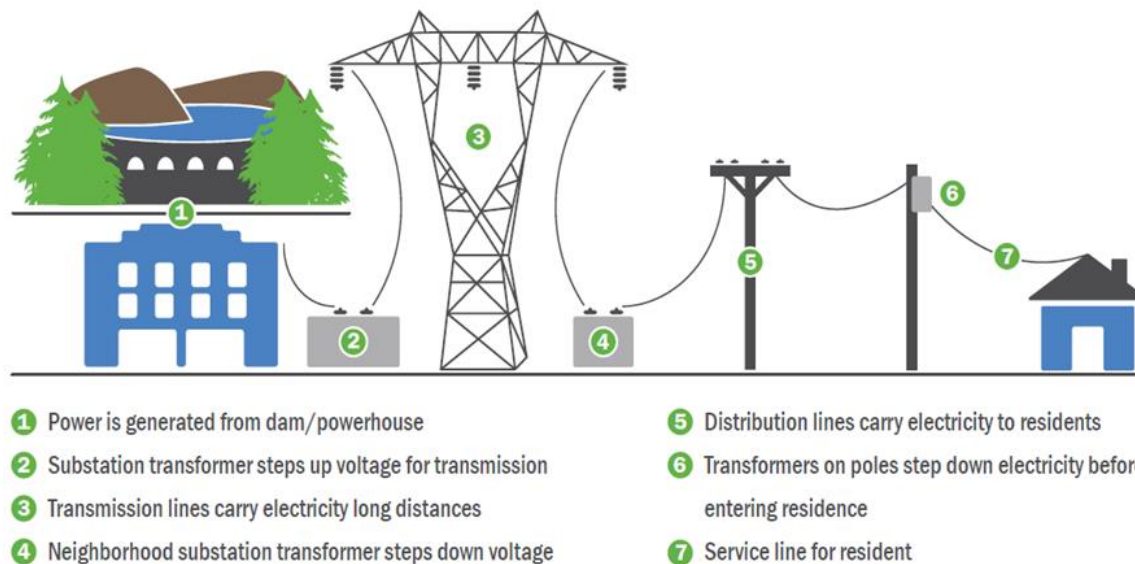 1
2
3
4
5
6
7
1 Power is generated from dam/powerhouse
2 Substation transformer steps up voltage for transmission
3 Transmission lines carry electricity long distances
4 Neighborhood substation transformer steps down voltage
5 Distribution lines carry electricity to residents
6 Transformers on poles step down electricity befor
entering residence
7 Service line for resident